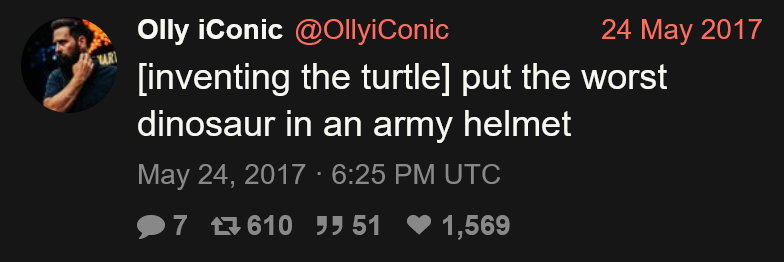 Olly iConic @OllyiConic 24 May 2017
[inventing the turtle] put the worst
dinosaur in an army helmet
May 24, 2017 · 6:25 PM UTC
7 610 51 1,569